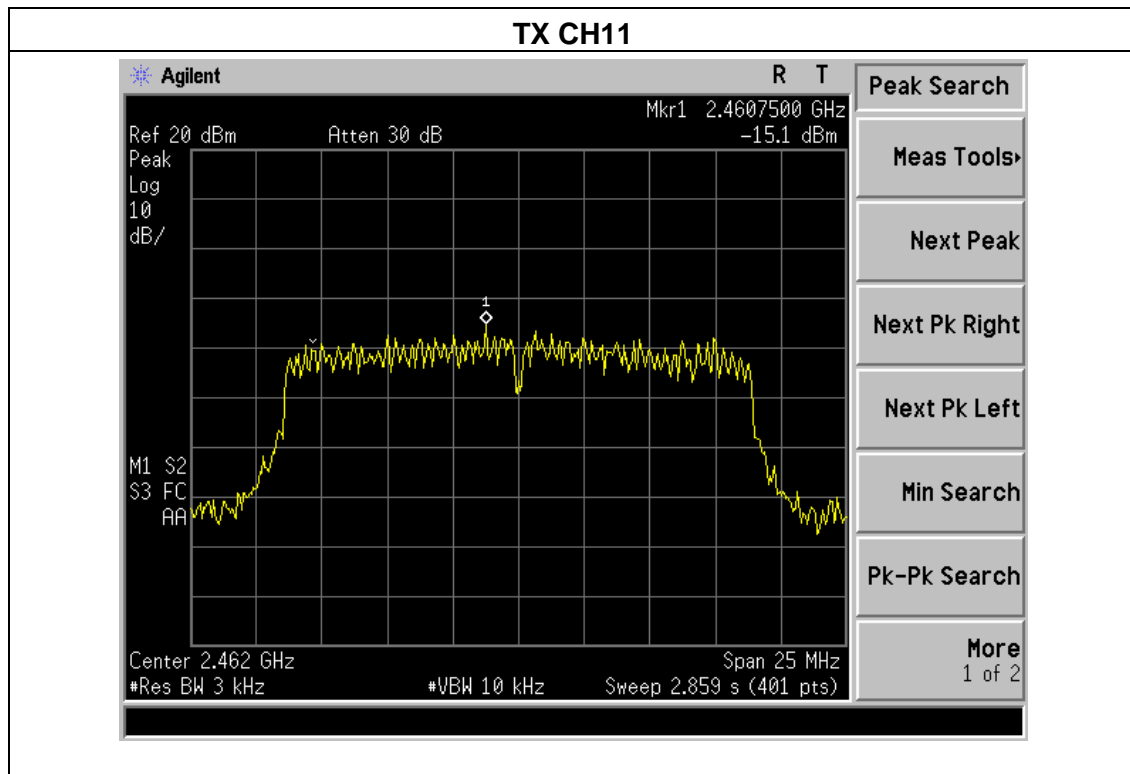 TX CH11
Agilent
R T
Mkr1 2.4607500 GHz
Ref 20 dBm Atten 30 dB -15.1 dBm
Peak
Log
10
dB/
1
M1 S2
S3 FC
AA
Center 2.462 GHz Span 25 MHz
#Res BW 3 kHz #VBW 10 kHz Sweep 2.859 s (401 pts)
Peak Search
Meas Tools
Next Peak
Next Pk Right
Next Pk Left
Min Search
Pk-Pk Search
More
1 of 2